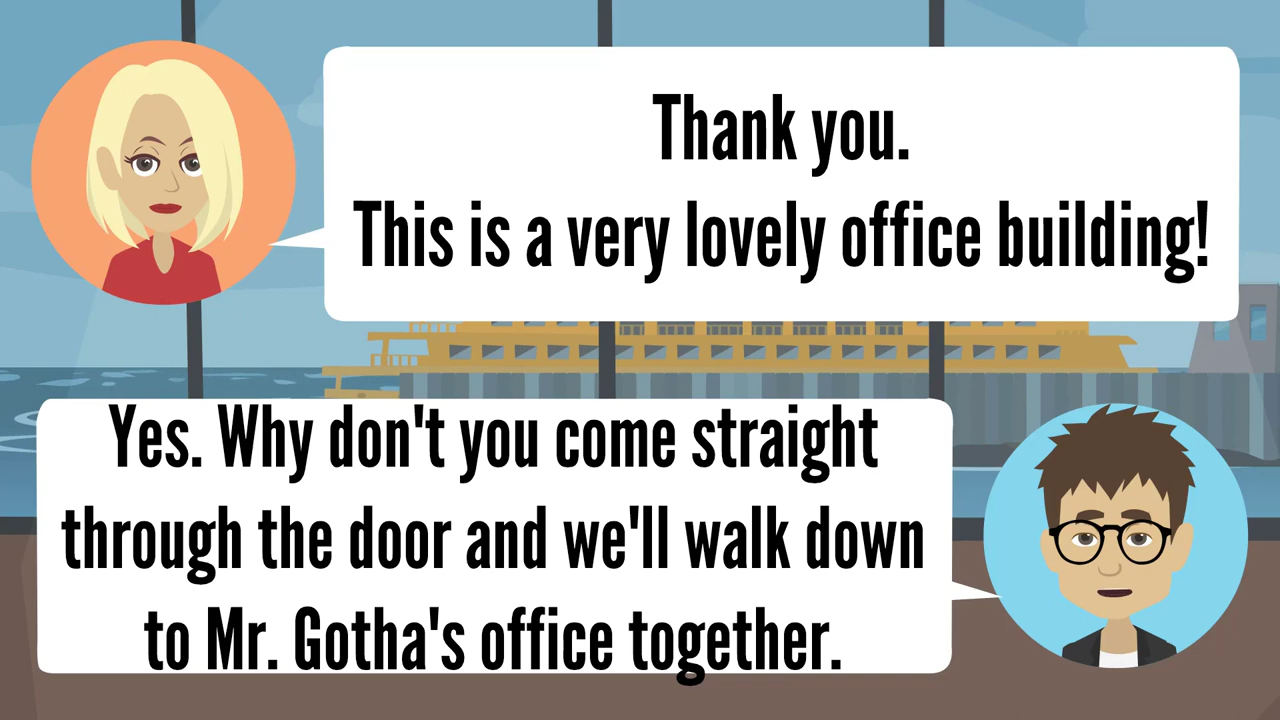 Thank you.
This is a very lovely office building!
Yes. Why don't you come straight
through the door and we'll walk down
to Mr. Gotha's office together.